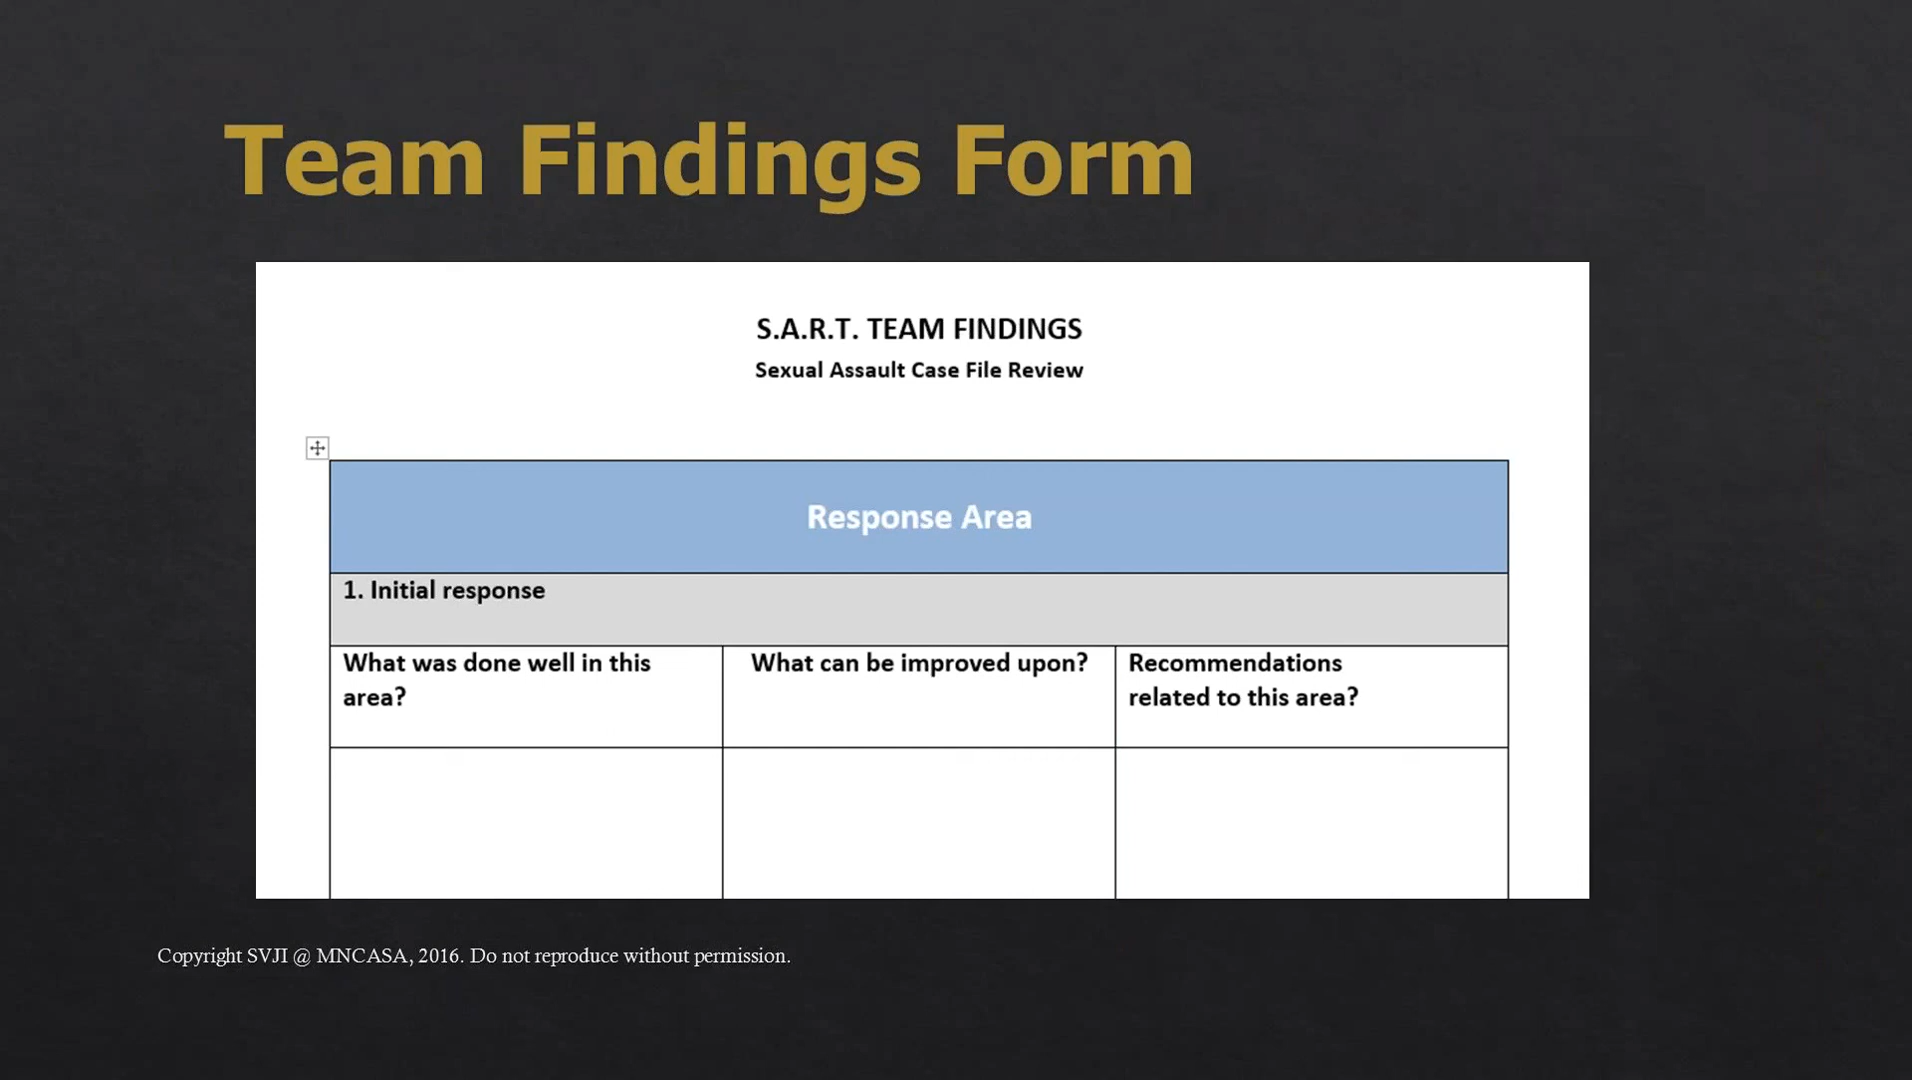 Team Findings Form
S.A.R.T. TEAM FINDINGS
Sexual Assault Case File Review
Response Area
1. Initial response
What was done well in this
area?
What can be improved upon?
Recommendations
related to this area?
Copyright SVJI @ MNCASA, 2016. Do not reproduce without permission.